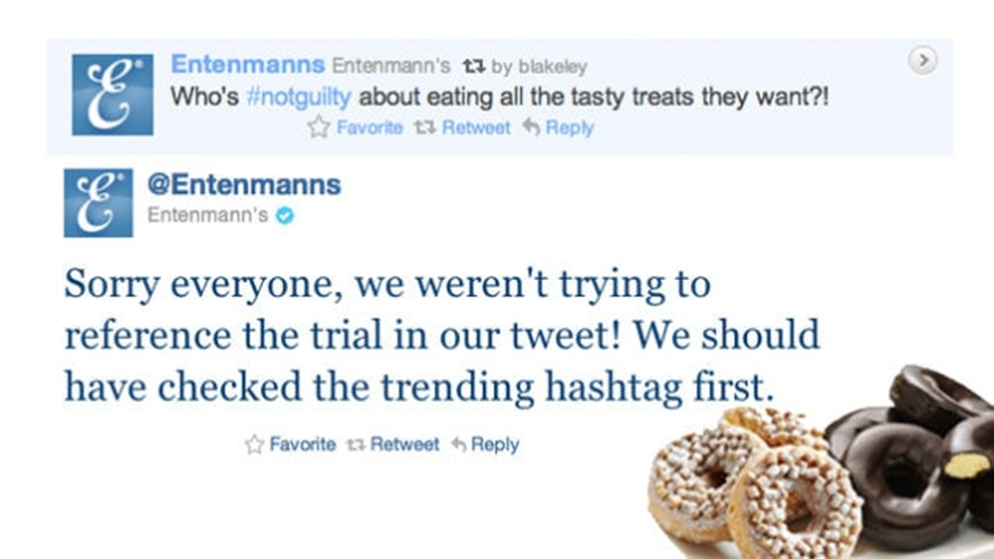 Entenmanns Entenmann's by blakeley
Who's #notguilty about eating all the tasty treats they want?!
Favorite Retweet Reply
@Entenmanns
Entenmann's
Sorry everyone, we weren't trying to
reference the trial in our tweet! We should
have checked the trending hashtag first.
Favorite Retweet Reply